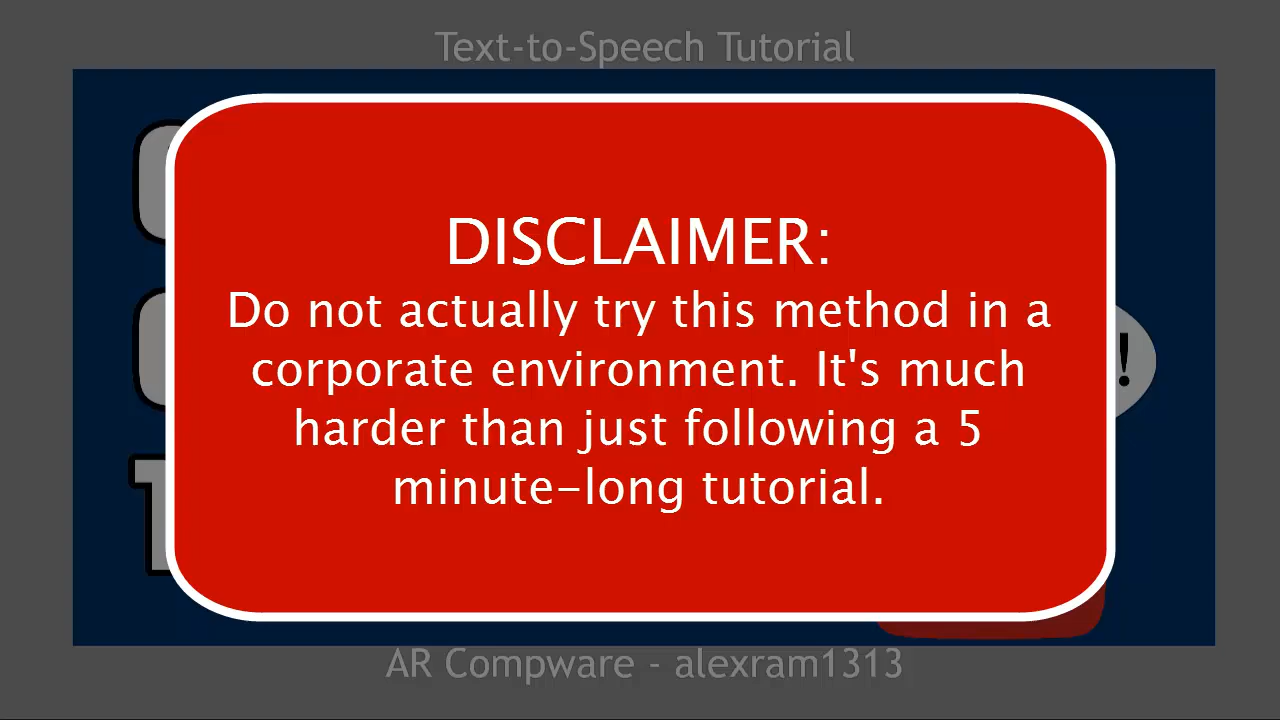 Text-to-Speech Tutorial
DISCLAIMER:
Do not actually try this method in a
corporate environment. It's much
harder than just following a 5
minute-long tutorial.
!
AR Compware - alexram1313